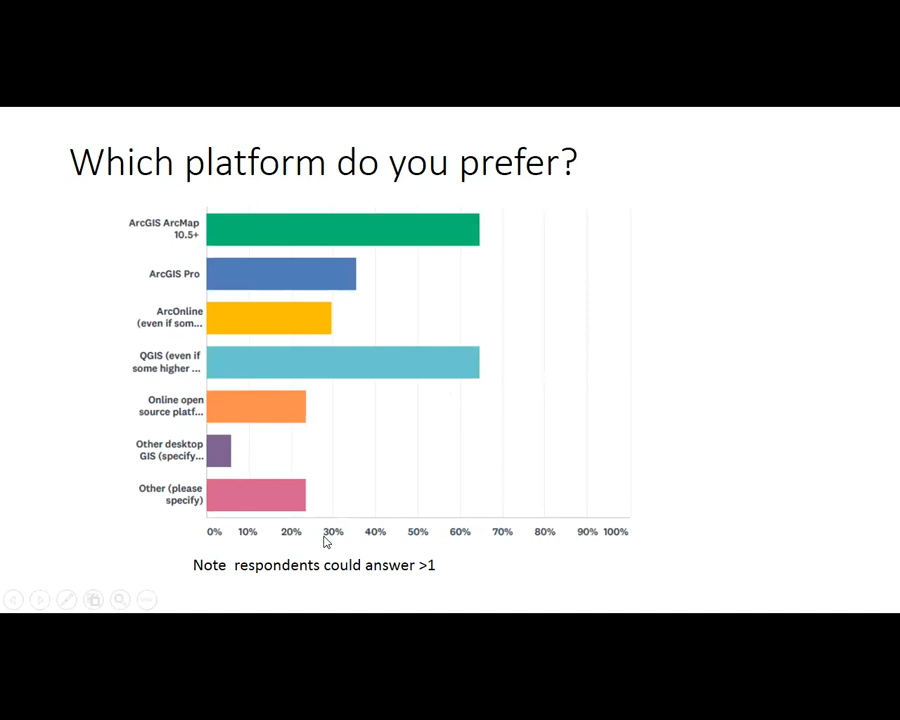 Which platform do you prefer?
ArcGIS ArcMap
10.5+
ArcGIS Pro
ArcOnline
(even if som...
QGIS (even if
some higher ...
Online open
source platf...
Other desktop
GIS (specify...
Other (please
specify)
0% 10% 20% 30% 40% 50% 60% 70% 80% 90% 100%
Note  respondents could answer >1